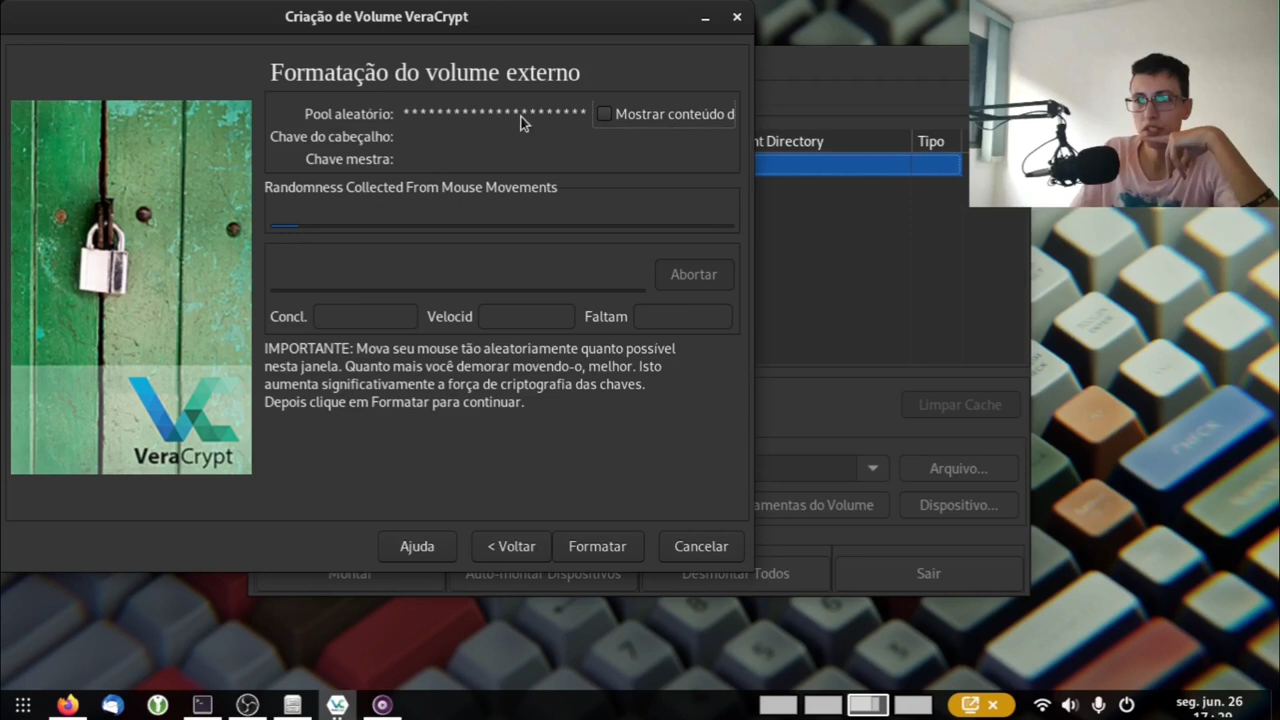 Criação de Volume VeraCrypt
Formatação do volume externo
Pool aleatório: **********************
Mostrar conteúdo d
Chave do cabeçalho:
Chave mestra:
Randomness Collected From Mouse Movements
Abortar
Concl.
Velocid
Faltam
IMPORTANTE: Mova seu mouse tão aleatoriamente quanto possível
nesta janela. Quanto mais você demorar movendo-o, melhor. Isto
aumenta significativamente a força de criptografia das chaves.
Depois clique em Formatar para continuar.
VeraCrypt
Ajuda
< Voltar
Formatar
Cancelar
nt Directory
Tipo
Limpar Cache
Arquivo...
amentas do Volume
Dispositivo...
Montar
Auto-montar Dispositivos
Desmontar Todos
Sair
CHECK
seg. jun. 26
17:29